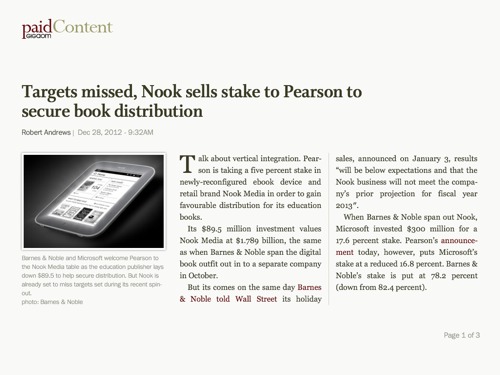 paidContent
GIGAOM
Targets missed, Nook sells stake to Pearson to
secure book distribution
Robert Andrews | Dec 28, 2012 - 9:32AM
Barnes & Noble and Microsoft welcome Pearson to
the Nook Media table as the education publisher lays
down $89.5 to help secure distribution. But Nook is
already set to miss targets set during its recent spin-
out.
photo: Barnes & Noble
Talk about vertical integration. Pear-
son is taking a five percent stake in
newly-reconfigured ebook device and
retail brand Nook Media in order to gain
favourable distribution for its education
books.
Its $89.5 million investment values
Nook Media at $1.789 billion, the same
as when Barnes & Noble span the digital
book outfit out in to a separate company
in October.
But its comes on the same day Barnes
& Noble told Wall Street its holiday
sales, announced on January 3, results
"will be below expectations and that the
Nook business will not meet the compa-
ny's prior projection for fiscal year
2013".
When Barnes & Noble span out Nook,
Microsoft invested $300 million for a
17.6 percent stake. Pearson's announce-
ment today, however, puts Microsoft's
stake at a reduced 16.8 percent. Barnes &
Noble's stake is put at 78.2 percent
(down from 82.4 percent).
Page 1 of 3